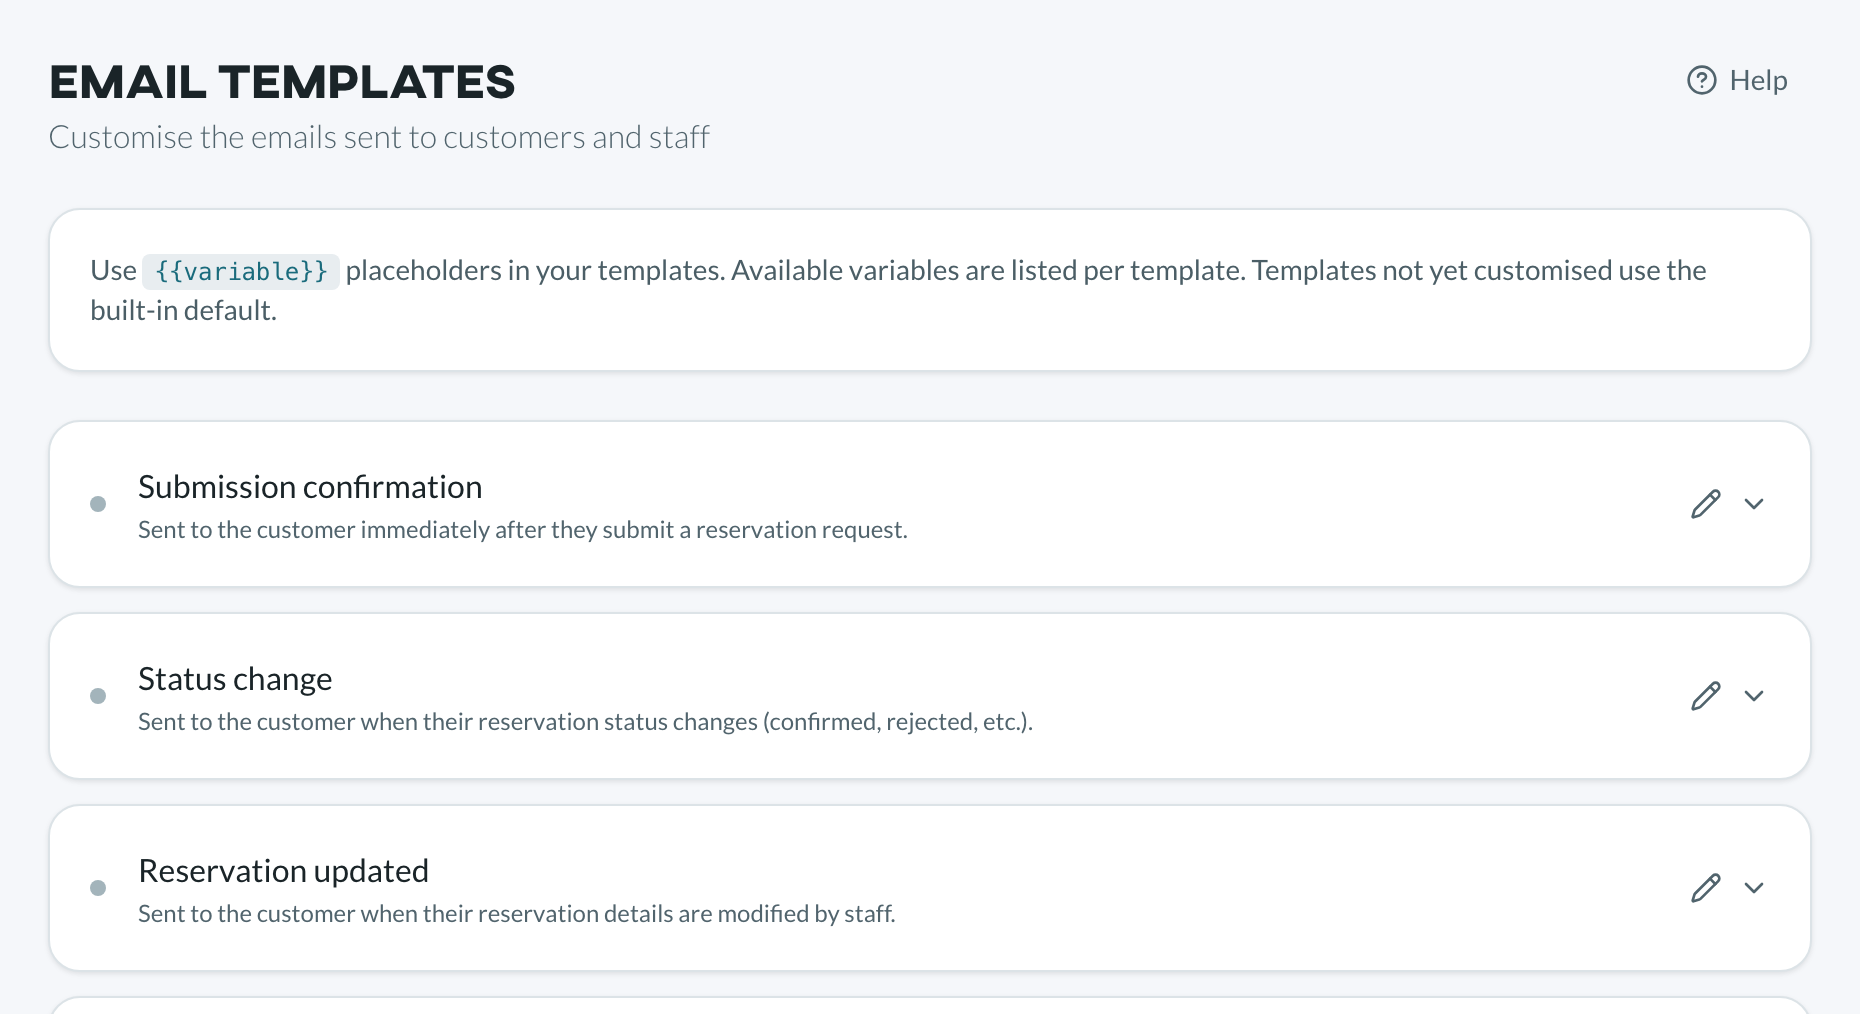 EMAIL TEMPLATES
Help
Customise the emails sent to customers and staff
Use {{variable}} placeholders in your templates. Available variables are listed per template. Templates not yet customised use the
built-in default.
Submission confirmation
Sent to the customer immediately after they submit a reservation request.
Status change
Sent to the customer when their reservation status changes (confirmed, rejected, etc.).
Reservation updated
Sent to the customer when their reservation details are modified by staff.